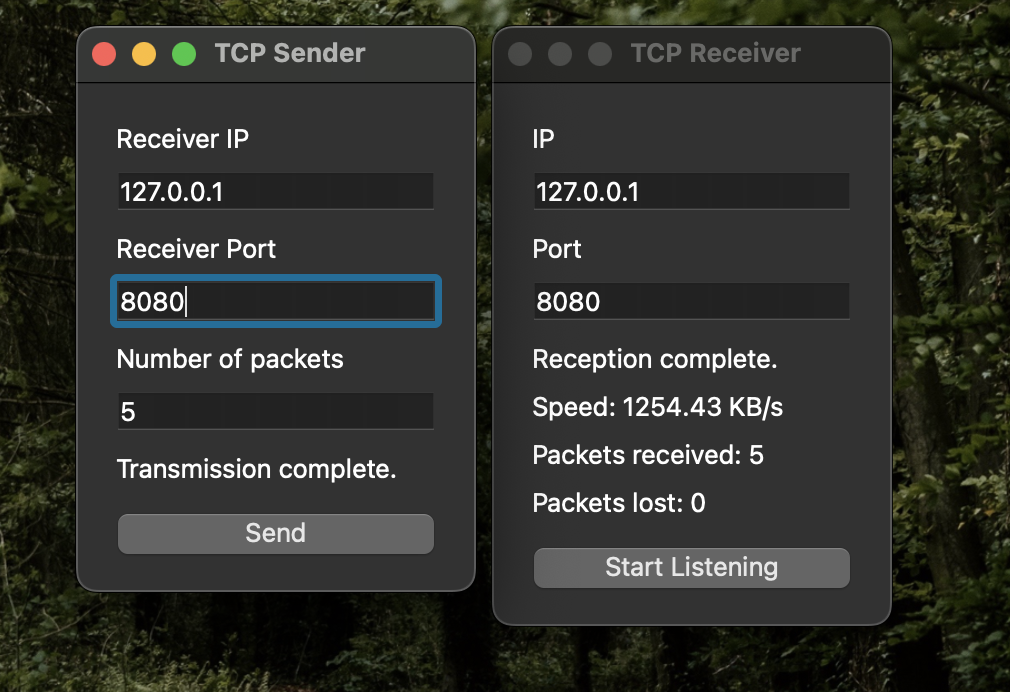 TCP Sender
Receiver IP
127.0.0.1
Receiver Port
8080
Number of packets
5
Transmission complete.
Send
TCP Receiver
IP
127.0.0.1
Port
8080
Reception complete.
Speed: 1254.43 KB/s
Packets received: 5
Packets lost: 0
Start Listening